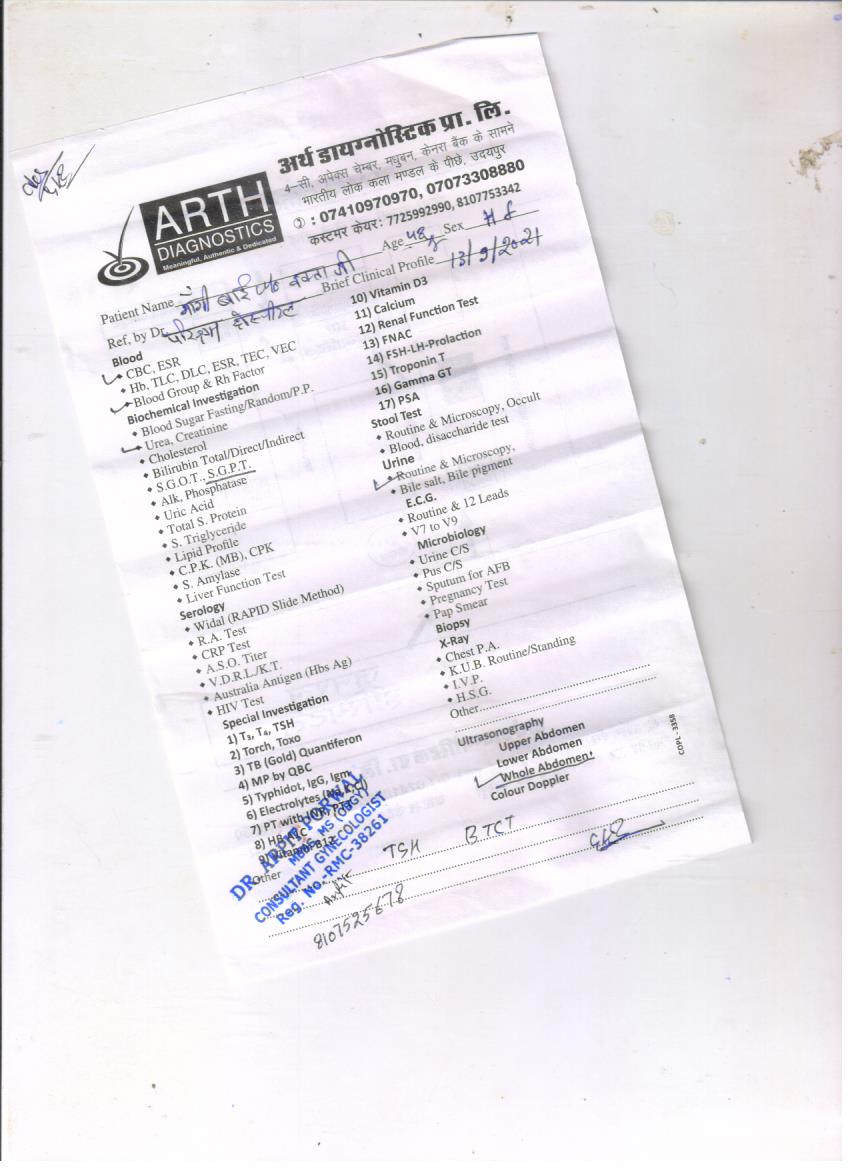 अर्थ डायग्नोस्टिक प्रा. लि.
4-सी, अपेक्स चेम्बर, मधुबन, केनरा बैंक के सामने
भारतीय लोक कला मण्डल के पीछे, उदयपुर
: 07410970970, 07073308880
कस्टमर केयर: 7725992990, 8107753342
ARTH
DIAGNOSTICS
Meaningful, Authentic & Dedicated
Patient Name बाई Age Sex
Ref. by Dr. Brief Clinical Profile 13/9/2021
Blood
CBC, ESR
Hb, TLC, DLC, ESR, TEC, VEC
Blood Group & Rh Factor
Biochemical Investigation
Blood Sugar Fasting/Random/P.P.
Urea, Creatinine
Cholesterol
Bilirubin Total/Direct/Indirect
S.G.O.T., S.G.P.T.
Alk, Phosphatase
Uric Acid
Total S. Protein
S. Triglyceride
Lipid Profile
C.P.K. (MB), CPK
S. Amylase
Liver Function Test
Serology
Widal (RAPID Slide Method)
R.A. Test
CRP Test
A.S.O. Titer
V.D.R.L./K.T.
Australia Antigen (Hbs Ag)
HIV Test
Special Investigation
1) T₃, T₄, TSH
2) Torch, Toxo
3) TB (Gold) Quantiferon
4) MP by QBC
5) Typhidot, IgG, Igm
6) Electrolytes
7) PT with
8)
9)
Other
10) Vitamin D3
11) Calcium
12) Renal Function Test
13) FNAC
14) FSH-LH-Prolaction
15) Troponin T
16) Gamma GT
17) PSA
Stool Test
Routine & Microscopy, Occult
Blood, disaccharide test
Urine
Routine & Microscopy,
Bile salt, Bile pigment
E.C.G.
Routine & 12 Leads
V7 to V9
Microbiology
Urine C/S
Pus C/S
Sputum for AFB
Pregnancy Test
Pap Smear
Biopsy
X-Ray
Chest P.A.
K.U.B. Routine/Standing
I.V.P.
H.S.G.
Other
Ultrasonography
Upper Abdomen
Lower Abdomen
Whole Abdomen
Colour Doppler
COPL - 3358
TSH BTCT
DR. ARPIT PORWAL
MBBS, MS (OBGY)
CONSULTANT GYNECOLOGIST
Reg. No.-RMC-38261
8107525678